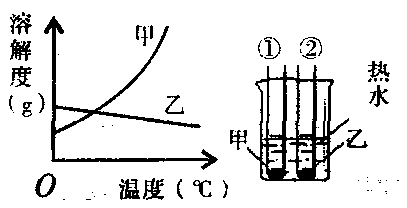 溶解度(g)
甲
乙
O
温度(℃)
① ②
热水
甲
乙